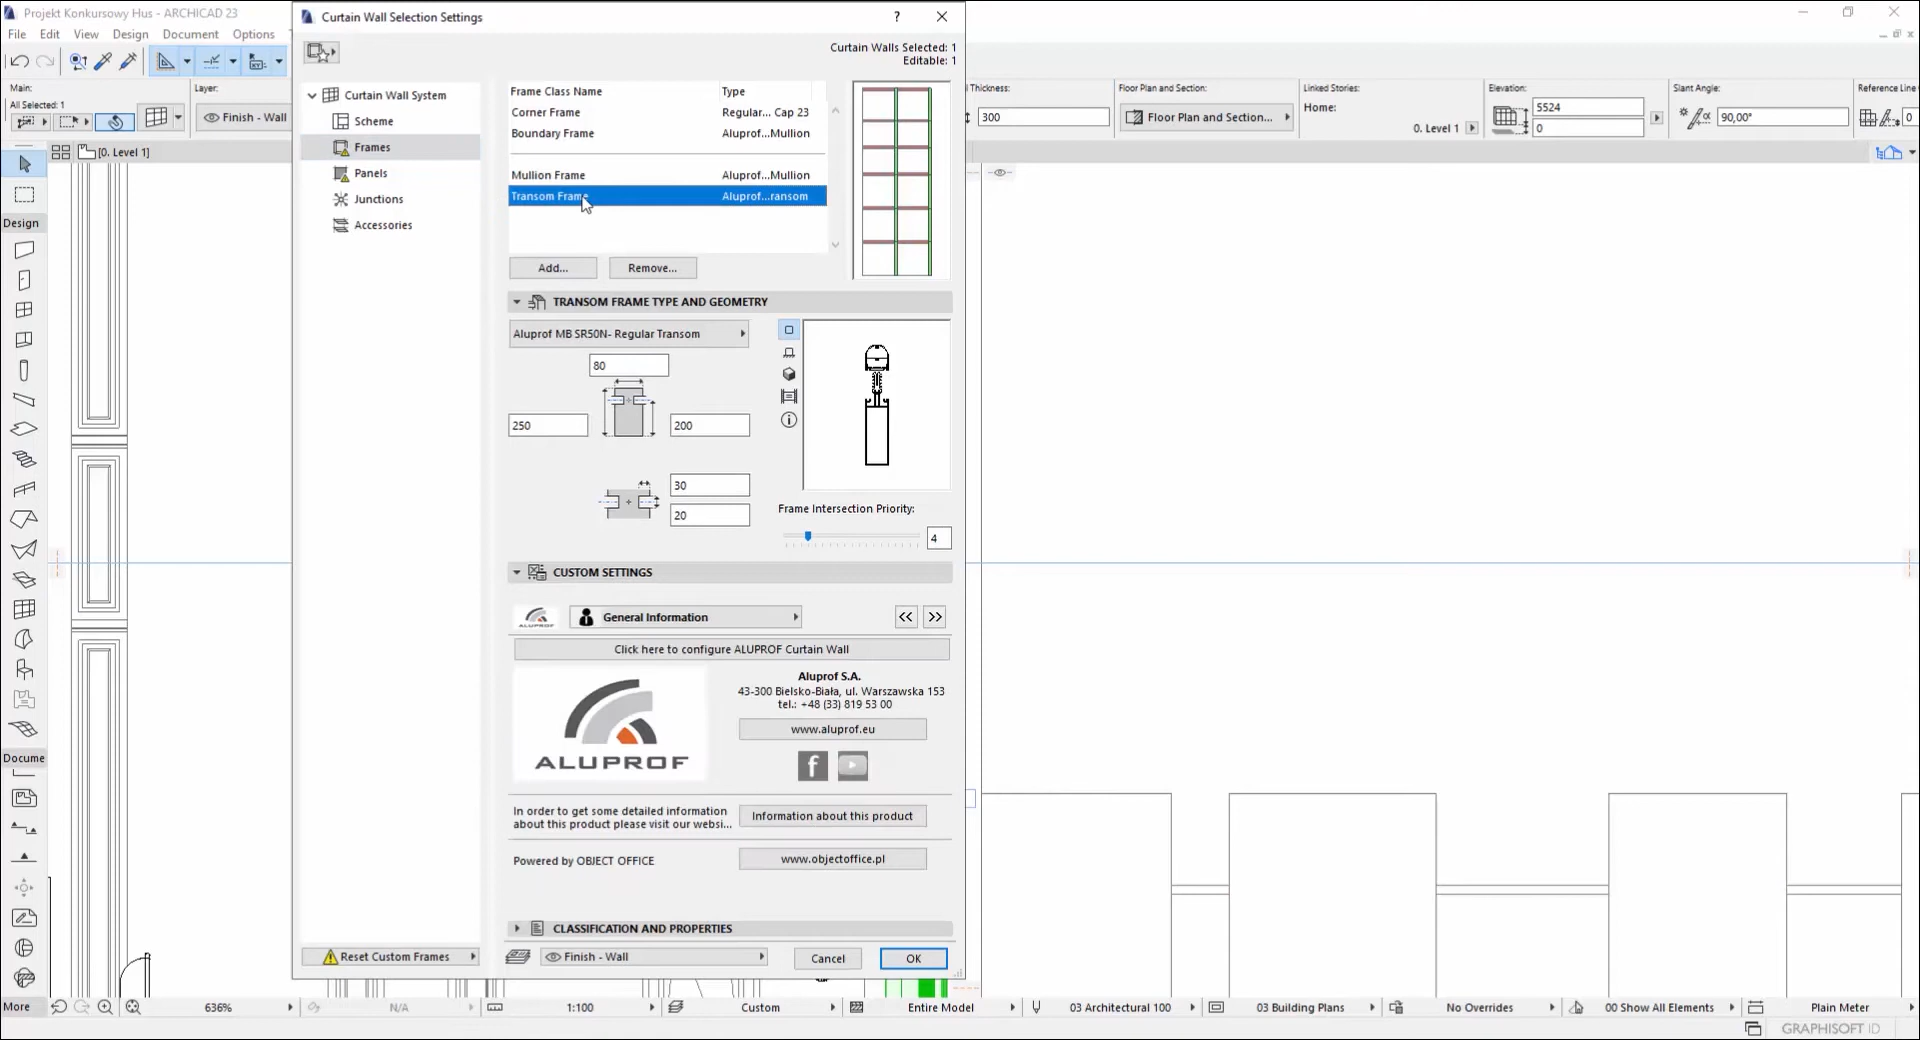 Projekt Konkursowy Hus - ARCHICAD 23
File Edit View Design Document Options
Main:
All Selected: 1
Layer:
Finish - Wall
[0. Level 1]
Design
Docume
More
Curtain Wall Selection Settings
?
Curtain Walls Selected: 1
Editable: 1
Curtain Wall System
Scheme
Frames
Panels
Junctions
Accessories
Frame Class Name Type
Corner Frame Regular... Cap 23
Boundary Frame Aluprof...Mullion
Mullion Frame Aluprof...Mullion
Transom Frame Aluprof...ransom
Add... Remove...
TRANSOM FRAME TYPE AND GEOMETRY
Aluprof MB SR50N- Regular Transom
80
250
200
30
20
Frame Intersection Priority:
4
CUSTOM SETTINGS
ALUPROF
General Information
<< >>
Click here to configure ALUPROF Curtain Wall
ALUPROF
Aluprof S.A.
43-300 Bielsko-Biała, ul. Warszawska 153
tel.: +48 (33) 819 53 00
www.aluprof.eu
f
In order to get some detailed information
about this product please visit our websi...
Information about this product
Powered by OBJECT OFFICE
www.objectoffice.pl
CLASSIFICATION AND PROPERTIES
Reset Custom Frames
Finish - Wall
Cancel OK
l Thickness:
300
Floor Plan and Section:
Floor Plan and Section...
Linked Stories:
Home:
0. Level 1
Elevation:
5524
0
Slant Angle:
α
90,00°
Reference Line
0
636% N/A 1:100 Custom Entire Model 03 Architectural 100 03 Building Plans No Overrides 00 Show All Elements Plain Meter
GRAPHISOFT ID